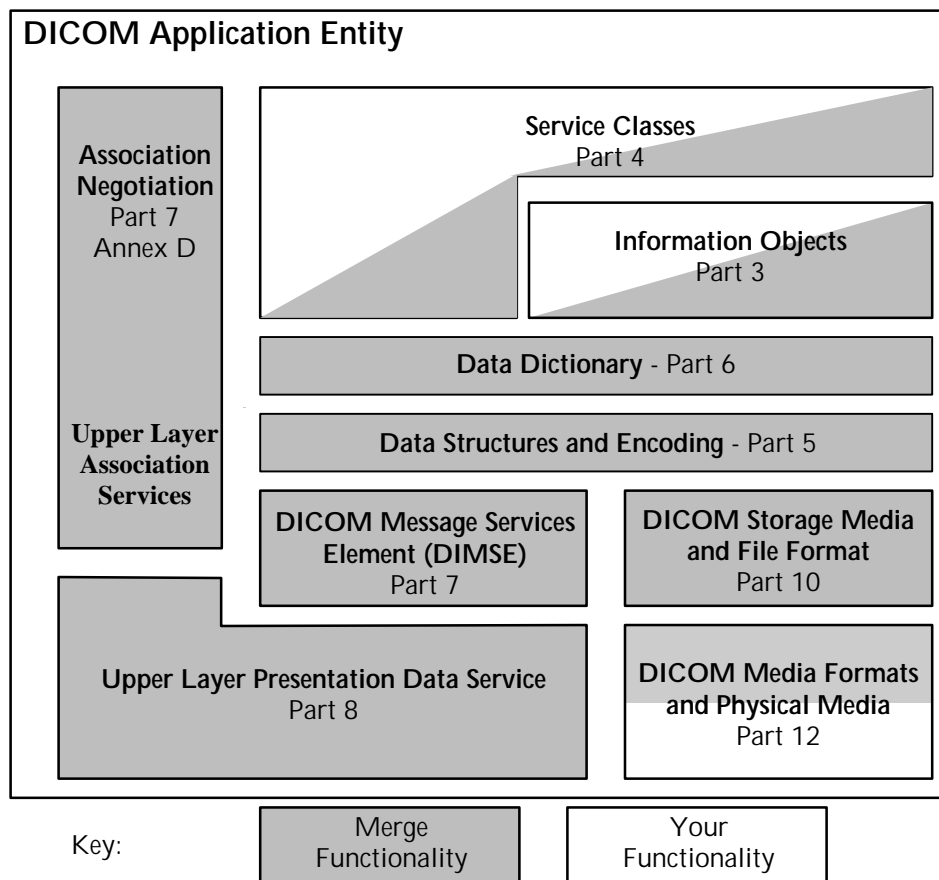 DICOM Application Entity
Association
Negotiation
Part 7
Annex D
Upper Layer
Association
Services
Service Classes
Part 4
Information Objects
Part 3
Data Dictionary - Part 6
Data Structures and Encoding - Part 5
DICOM Message Services
Element (DIMSE)
Part 7
DICOM Storage Media
and File Format
Part 10
Upper Layer Presentation Data Service
Part 8
DICOM Media Formats
and Physical Media
Part 12
Key:
Merge
Functionality
Your
Functionality